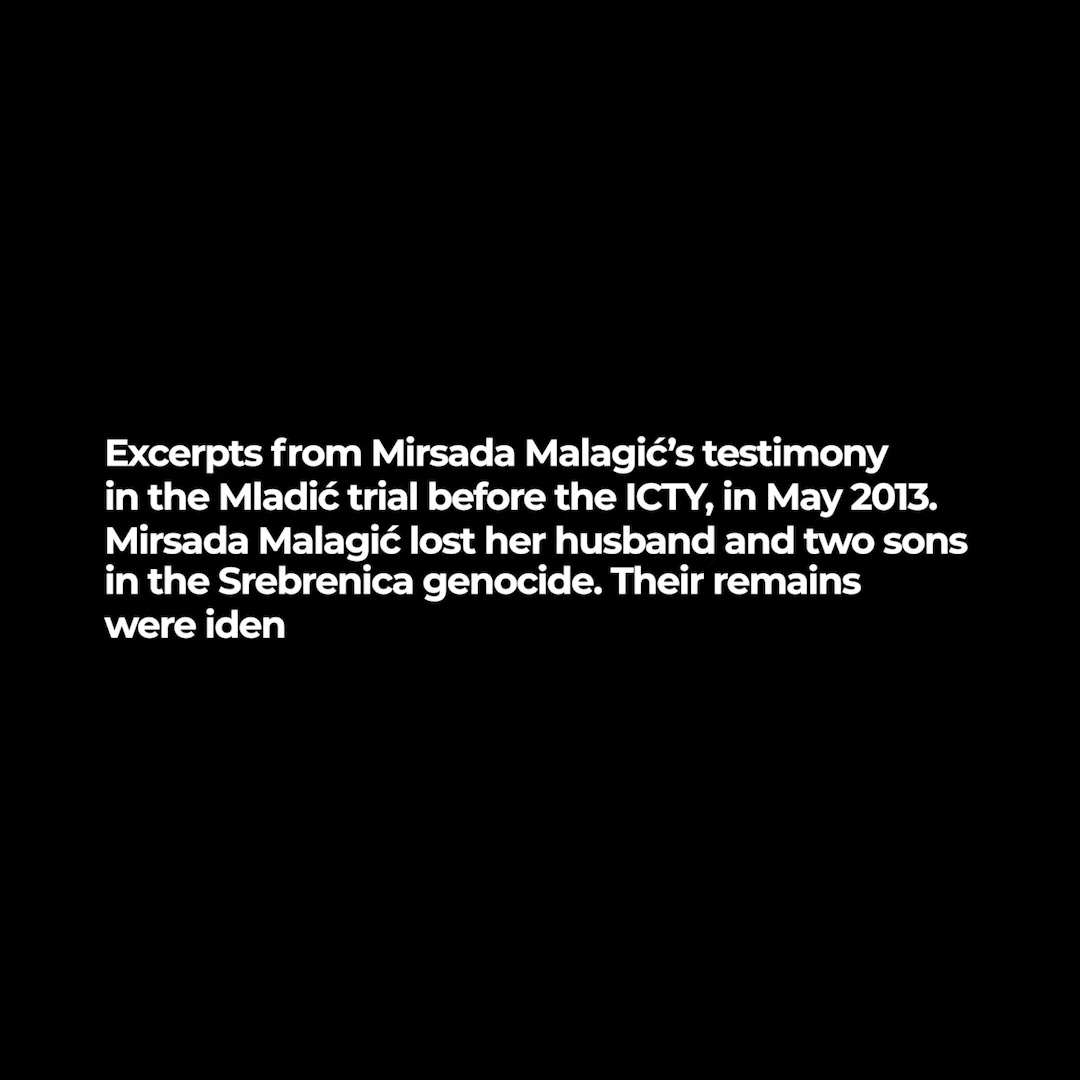 Excerpts from Mirsada Malagić’s testimony
in the Mladić trial before the ICTY, in May 2013.
Mirsada Malagić lost her husband and two sons
in the Srebrenica genocide. Their remains
were iden